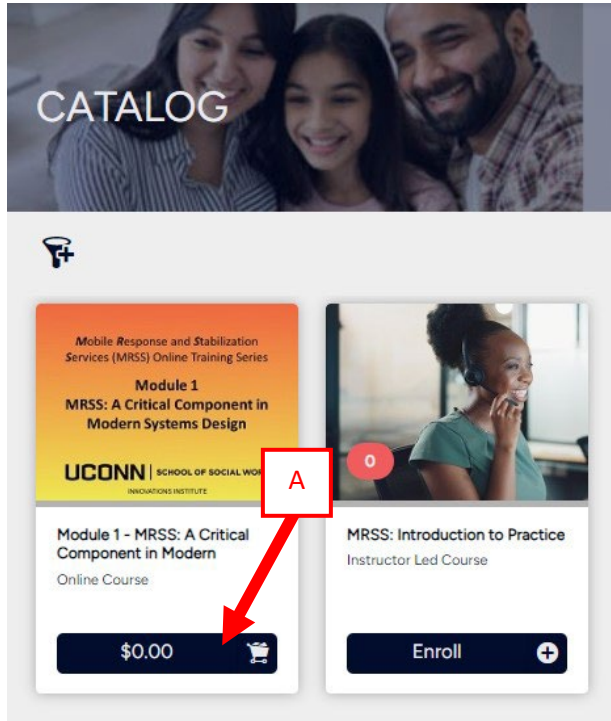 CATALOG
Mobile Response and Stabilization
Services (MRSS) Online Training Series
Module 1
MRSS: A Critical Component in
Modern Systems Design
UCONN | SCHOOL OF SOCIAL WOR
INNOVATIONS INSTITUTE
A
0
Module 1 - MRSS: A Critical
Component in Modern
Online Course
$0.00
MRSS: Introduction to Practice
Instructor Led Course
Enroll